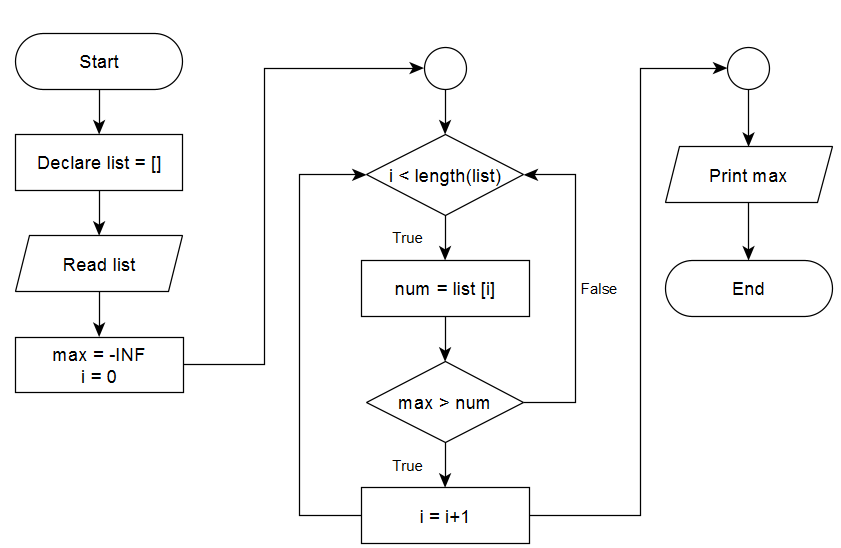 Start
Declare list = []
Read list
max = -INF
i = 0
i < length(list)
True
num = list [i]
False
max > num
True
i = i+1
Print max
End